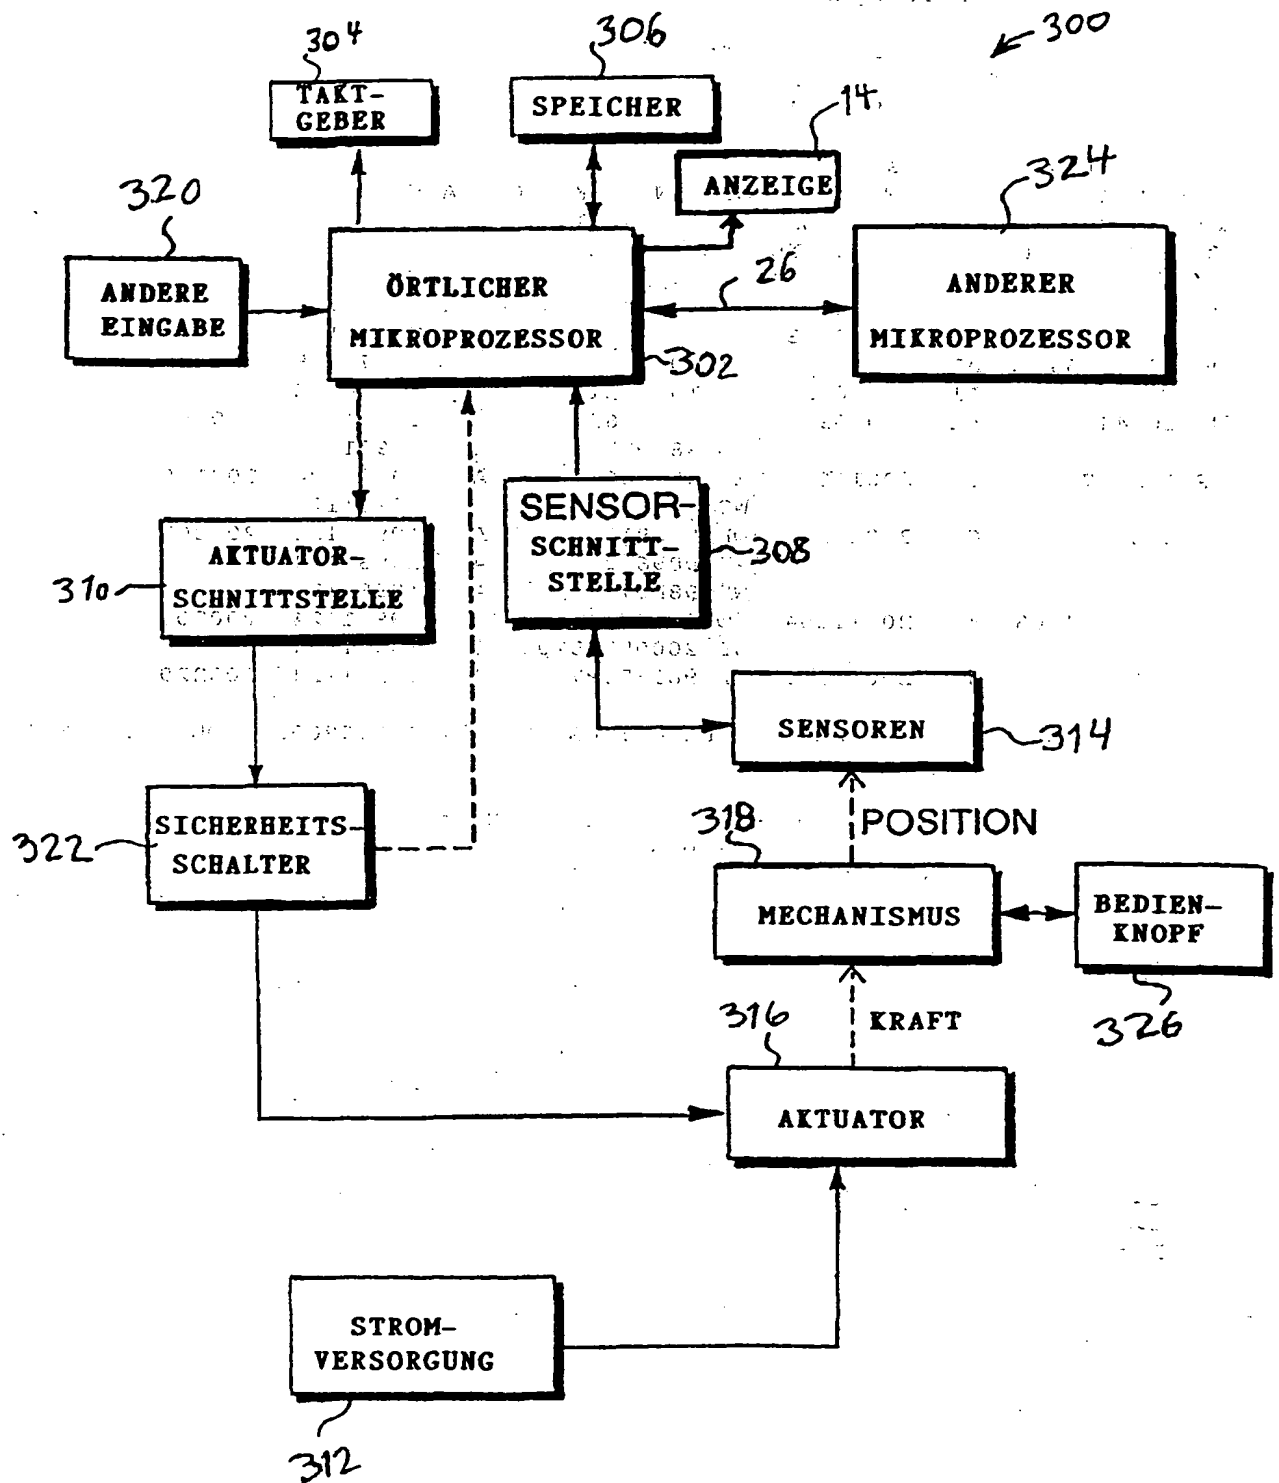 300
304
306
TAKT-
GEBER
SPEICHER
14
ANZEIGE
320
324
ANDERE
EINGABE
ÖRTLICHER
MIKROPROZESSOR
26
ANDERER
MIKROPROZESSOR
302
SENSOR-
SCHNITT-
STELLE
308
AKTUATOR-
SCHNITTSTELLE
310
SENSOREN
314
SICHERHEITS-
SCHALTER
322
318
POSITION
MECHANISMUS
BEDIEN-
KNOPF
326
316
KRAFT
AKTUATOR
STROM-
VERSORGUNG
312